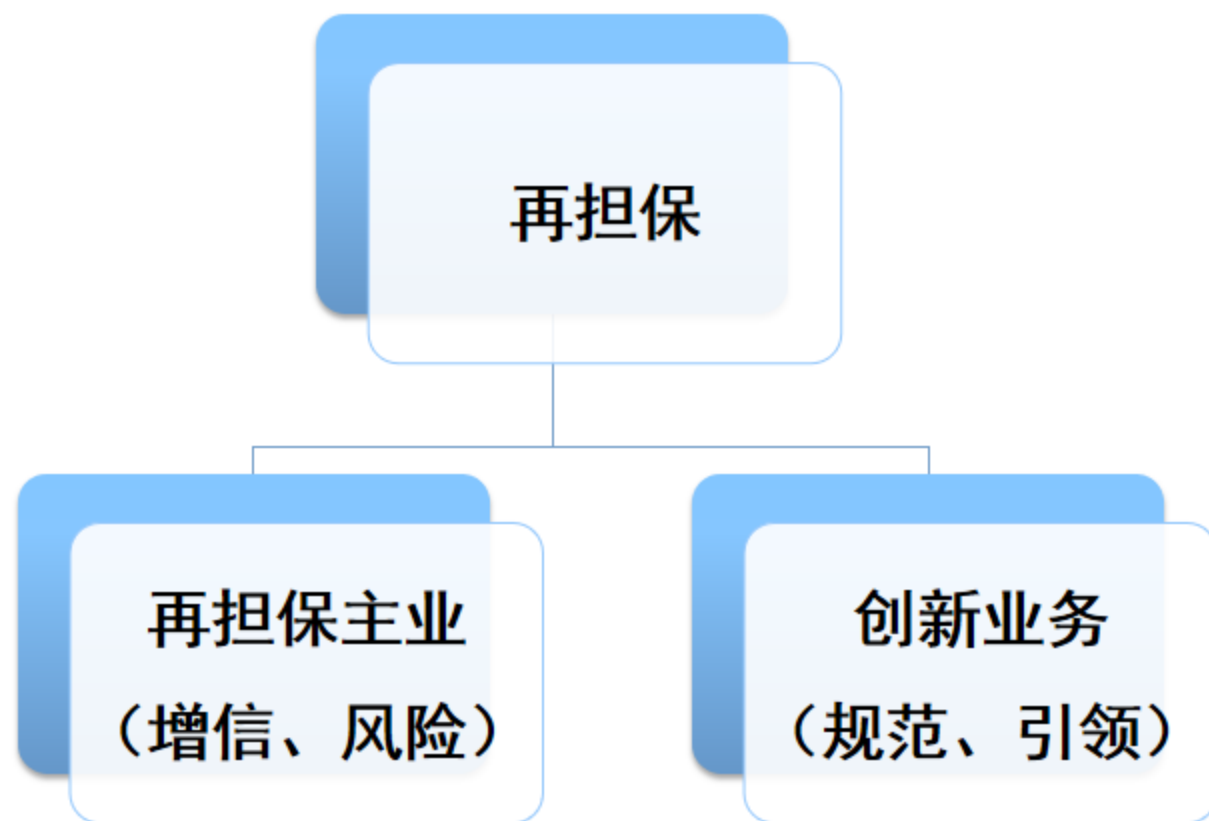 再担保
再担保主业
（增信、风险）
创新业务
（规范、引领）